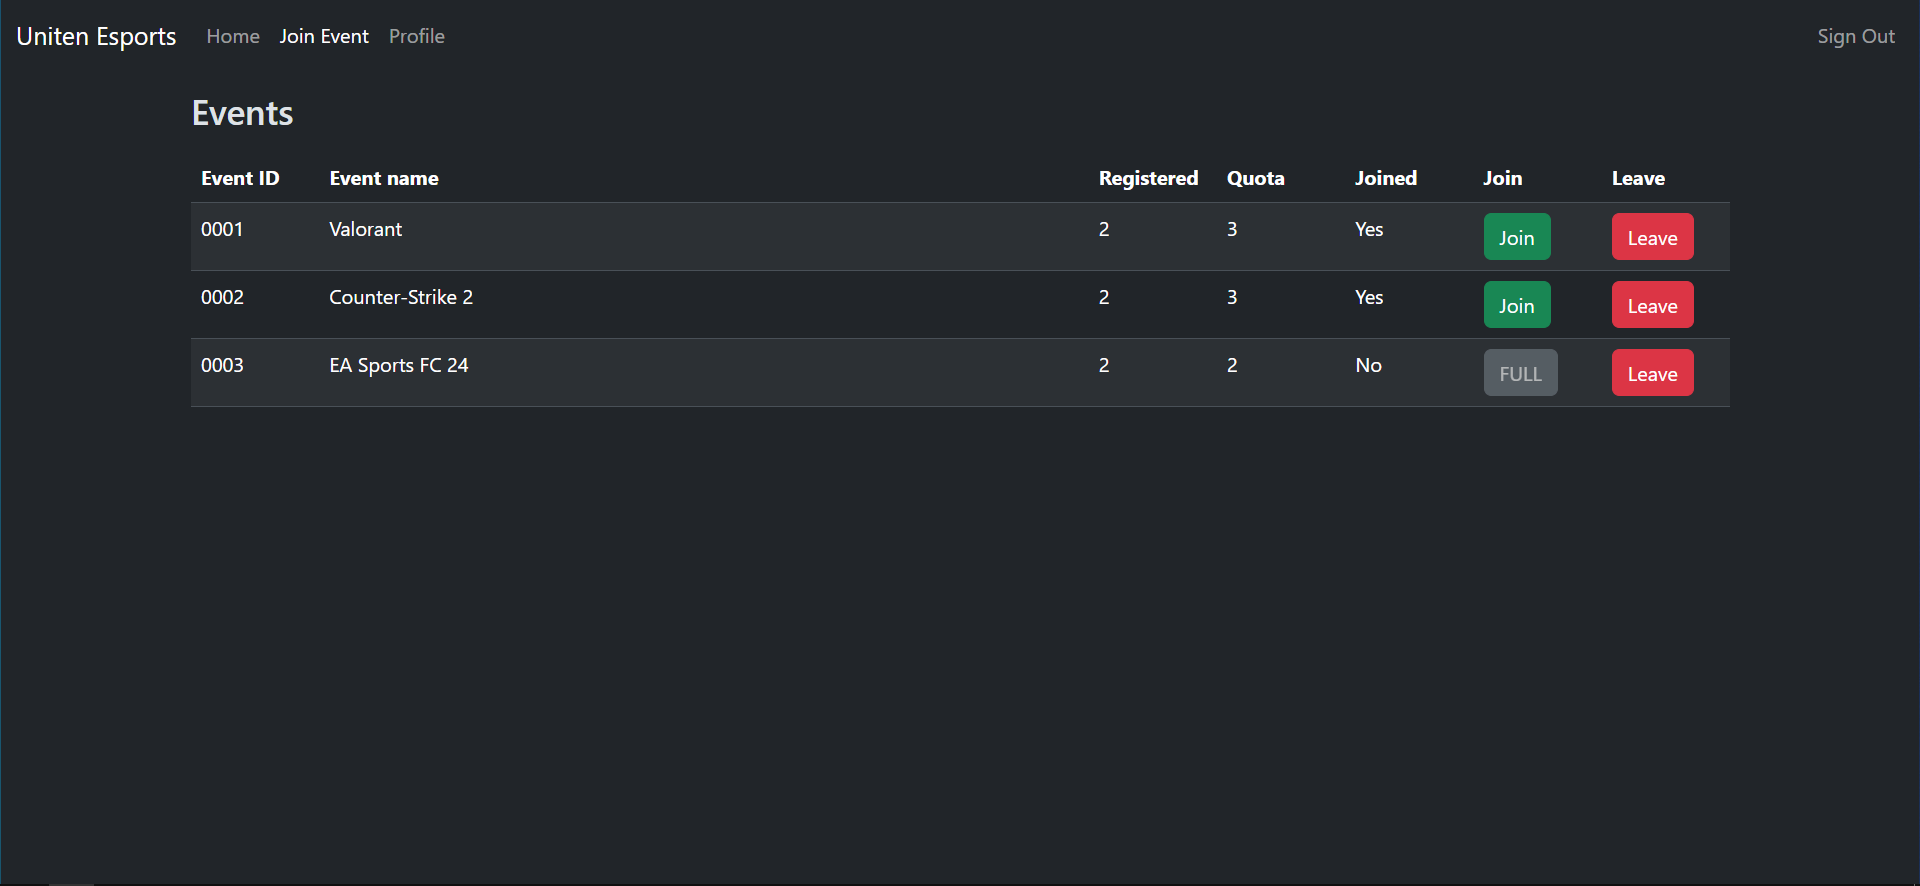 Uniten Esports Home Join Event Profile Sign Out
Events
Event ID Event name Registered Quota Joined Join Leave
0001 Valorant 2 3 Yes Join Leave
0002 Counter-Strike 2 2 3 Yes Join Leave
0003 EA Sports FC 24 2 2 No FULL Leave